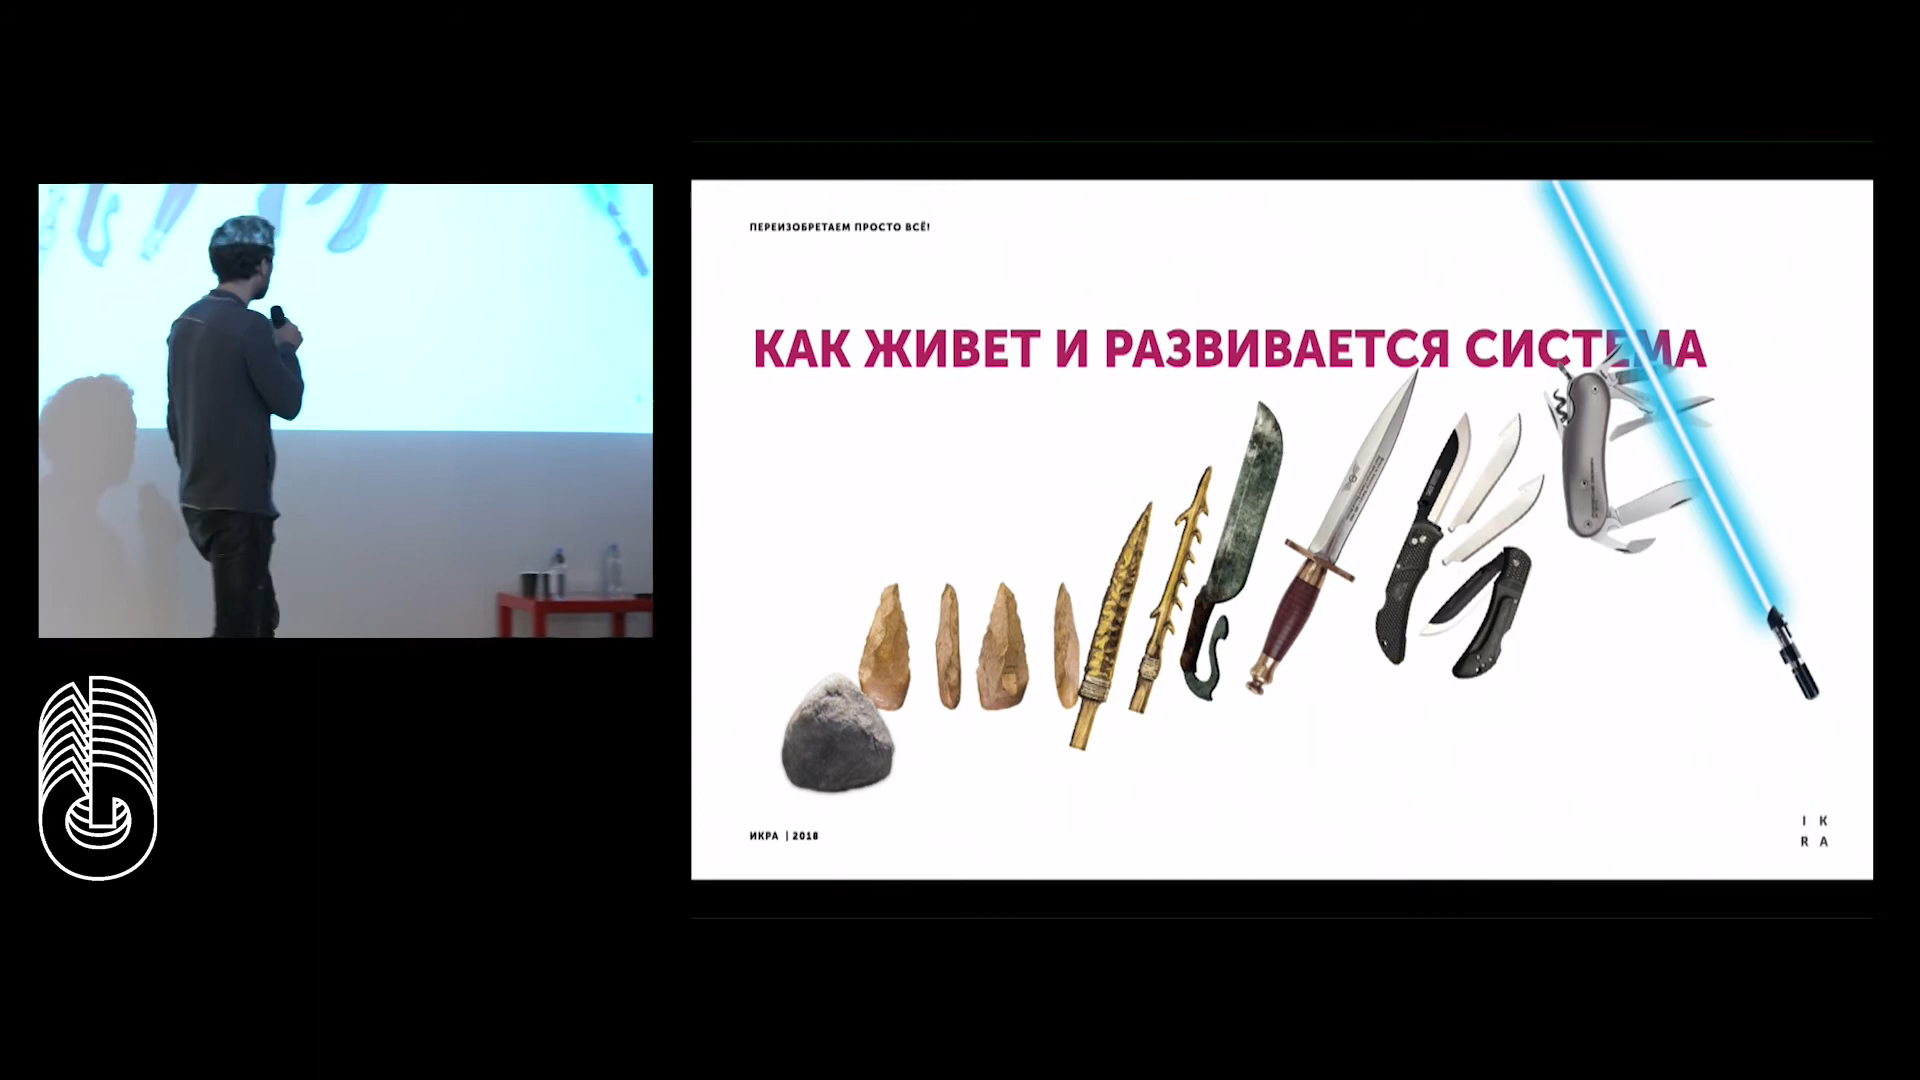 ПЕРЕИЗОБРЕТАЕМ ПРОСТО ВСЁ!
КАК ЖИВЕТ И РАЗВИВАЕТСЯ СИСТЕМА
ИКРА | 2018
I K
R A